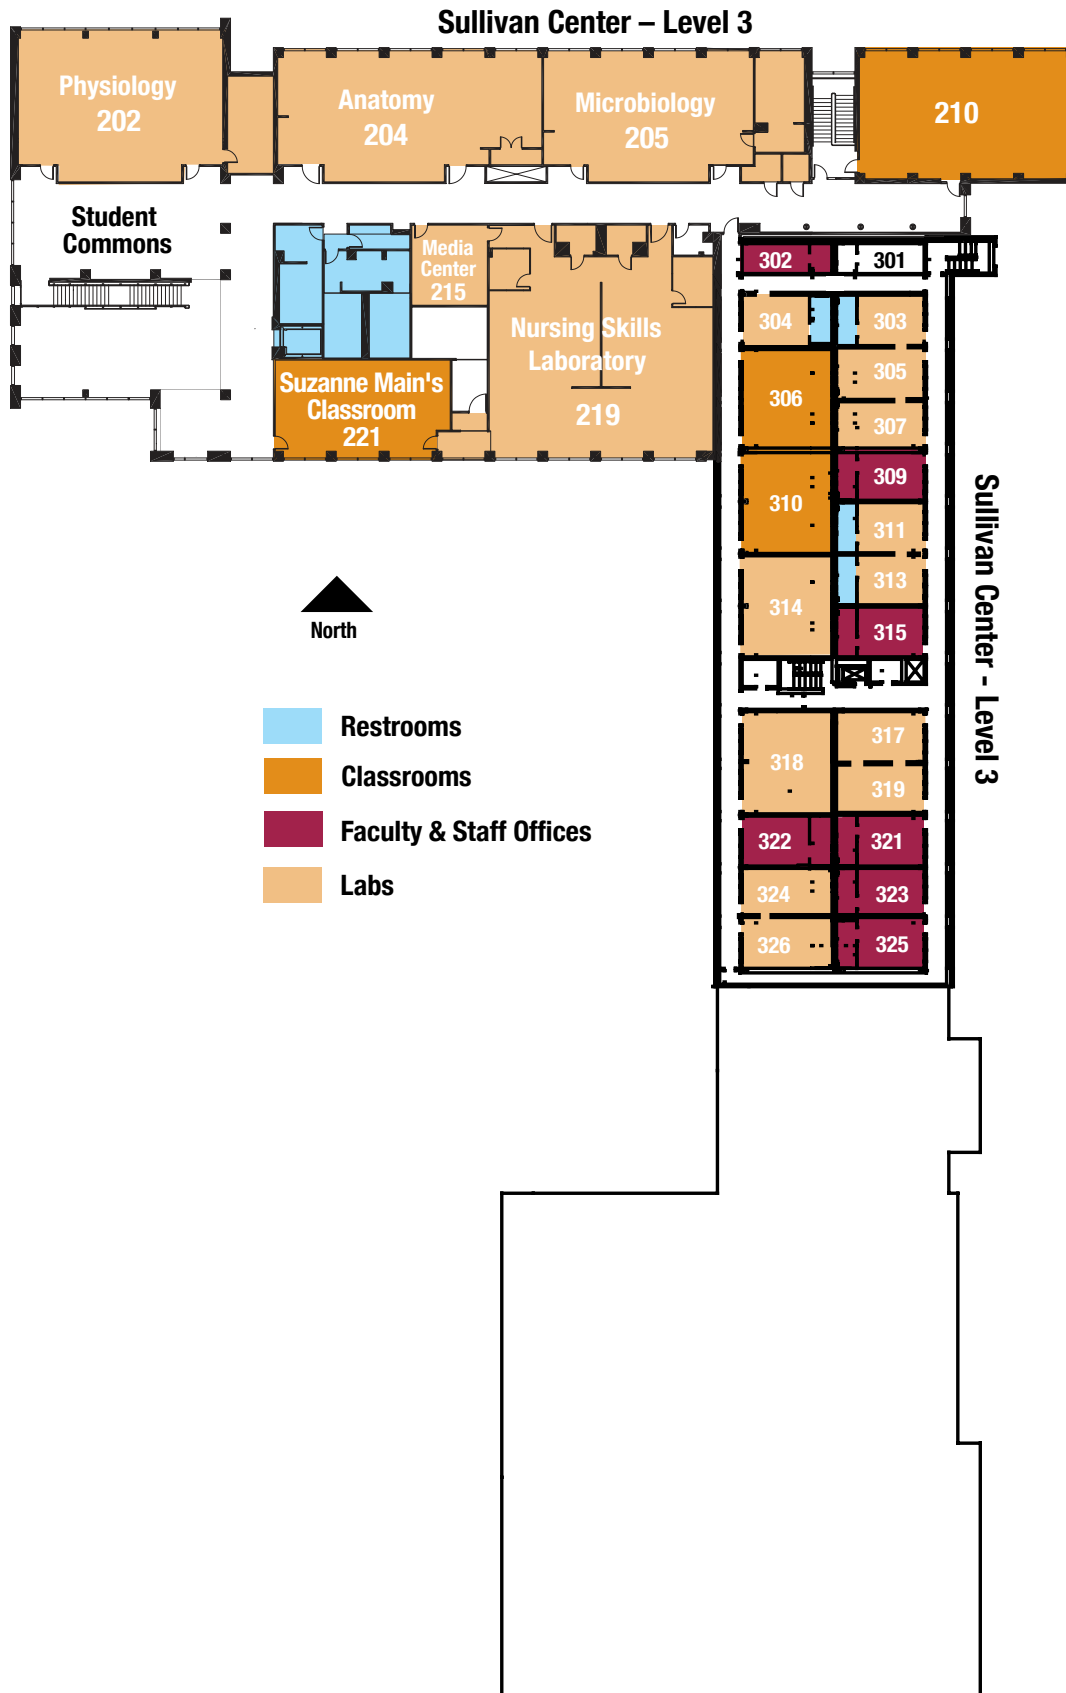 Sullivan Center – Level 3
Physiology
202
Anatomy
204
Microbiology
205
210
Student
Commons
Media
Center
215
Nursing Skills
Laboratory
219
Suzanne Main's
Classroom
221
302
301
304
303
305
306
307
309
310
311
313
314
315
Sullivan Center - Level 3
North
Restrooms
Classrooms
Faculty & Staff Offices
Labs
317
318
319
322
321
324
323
326
325